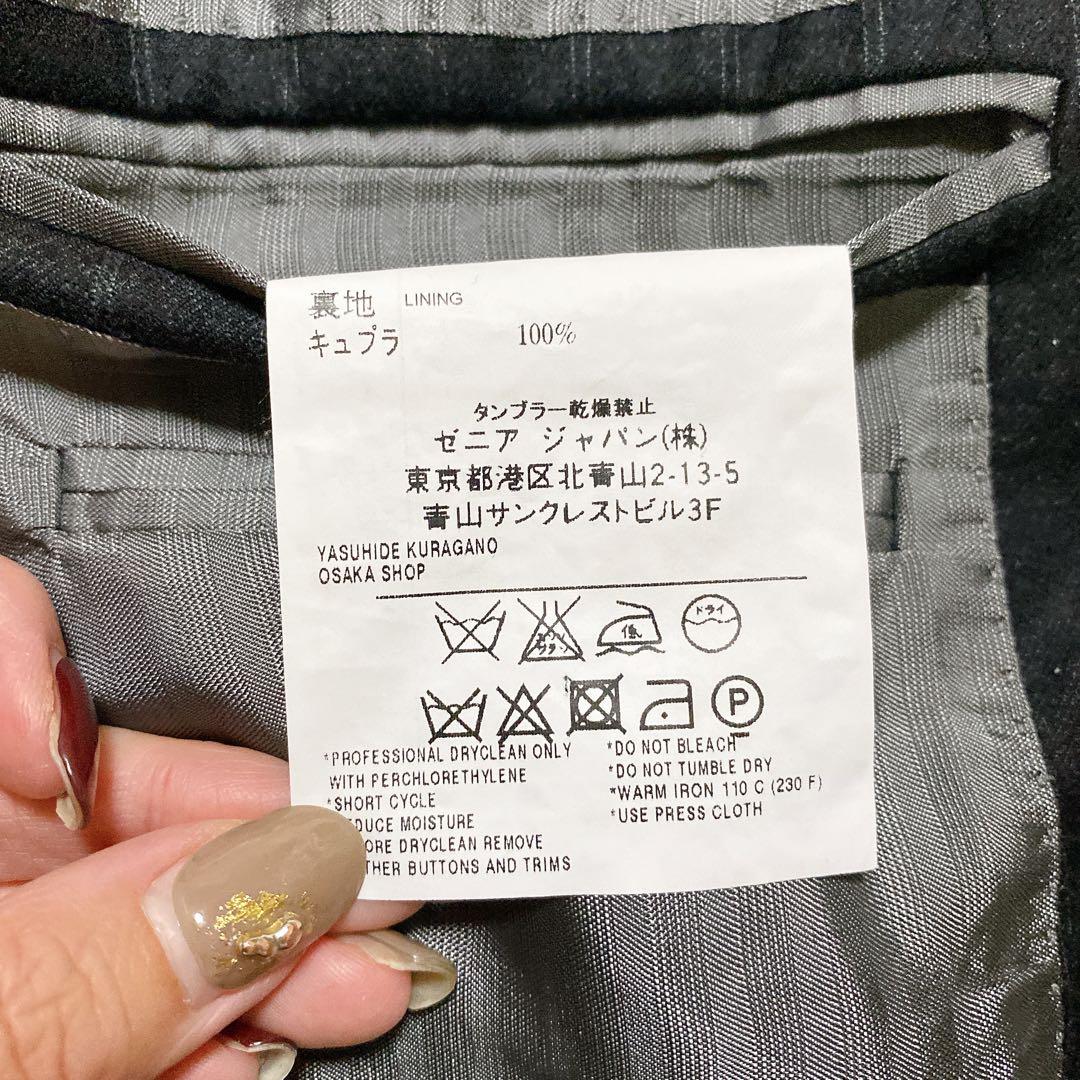 裏地 LINING
キュプラ 100%
タンブラー乾燥禁止
ゼニア ジャパン(株)
東京都港区北青山2-13-5
青山サンクレストビル3F
YASUHIDE KURAGANO
OSAKA SHOP
低 ドライ
P
*PROFESSIONAL DRYCLEAN ONLY
WITH PERCHLORETHYLENE
*SHORT CYCLE
MOISTURE
DRYCLEAN REMOVE
BUTTONS AND TRIMS
*DO NOT BLEACH
*DO NOT TUMBLE DRY
*WARM IRON 110 C (230 F)
*USE PRESS CLOTH